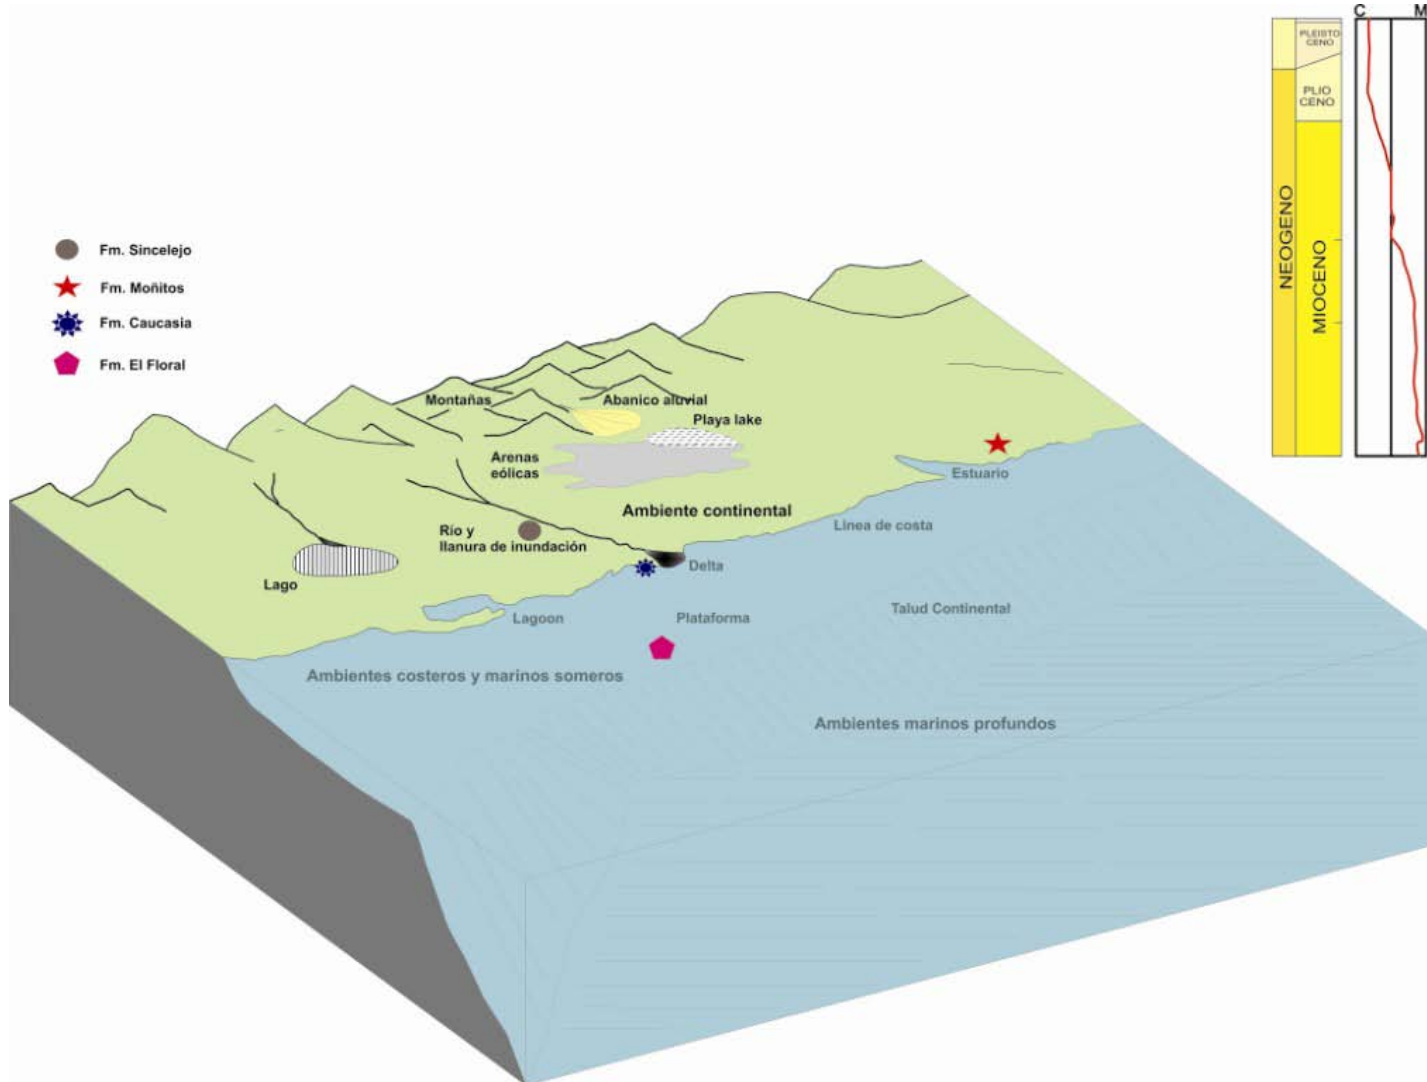 C M
PLEISTO
CENO
PLIO
CENO
NEOGENO
MIOCENO
Fm. Sincelejo
Fm. Moñitos
Fm. Caucasia
Fm. El Floral
Montañas
Abanico aluvial
Playa lake
Arenas
eólicas
Estuario
Ambiente continental
Linea de costa
Río y
llanura de inundación
Delta
Lago
Lagoon
Plataforma
Talud Continental
Ambientes costeros y marinos someros
Ambientes marinos profundos